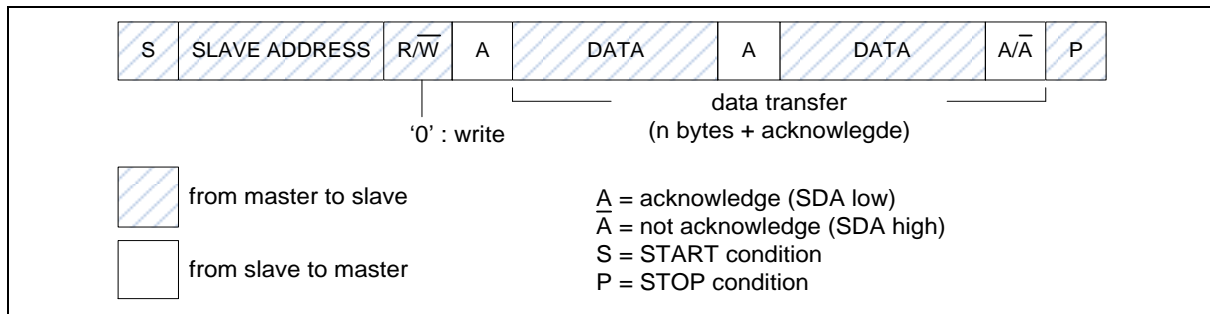 S SLAVE ADDRESS R/W̅ A DATA A DATA A/A̅ P
data transfer
'0' : write (n bytes + acknowlegde)
from master to slave
A = acknowledge (SDA low)
A̅ = not acknowledge (SDA high)
S = START condition
from slave to master
P = STOP condition